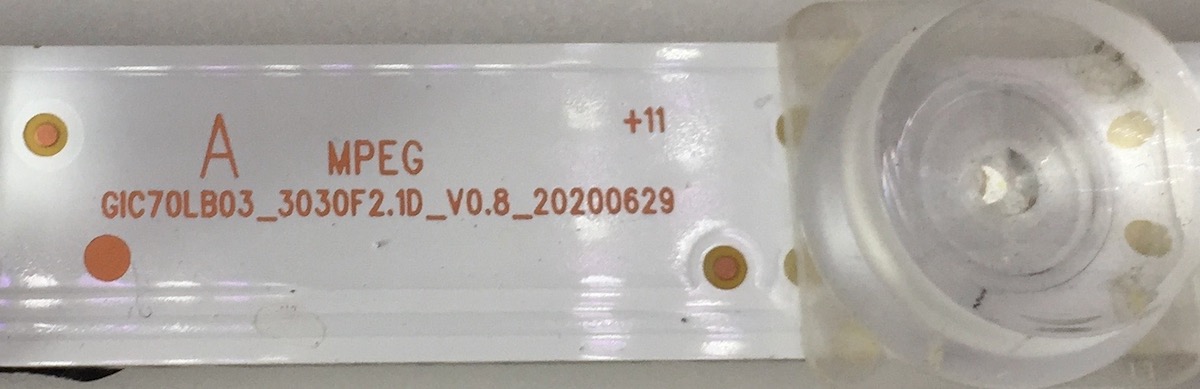 +11
A MPEG
GIC70LB03_3030F2.1D_V0.8_20200629